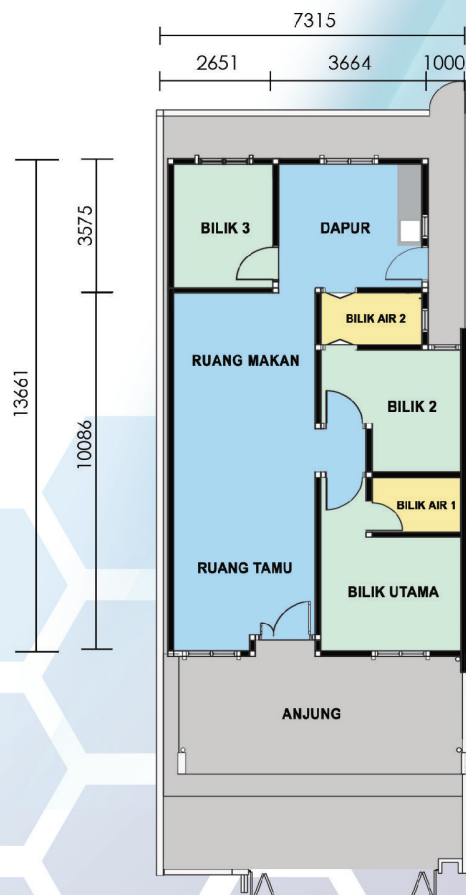 7315
2651 3664 1000
13661
3575
10086
BILIK 3
DAPUR
BILIK AIR 2
RUANG MAKAN
BILIK 2
BILIK AIR 1
RUANG TAMU
BILIK UTAMA
ANJUNG